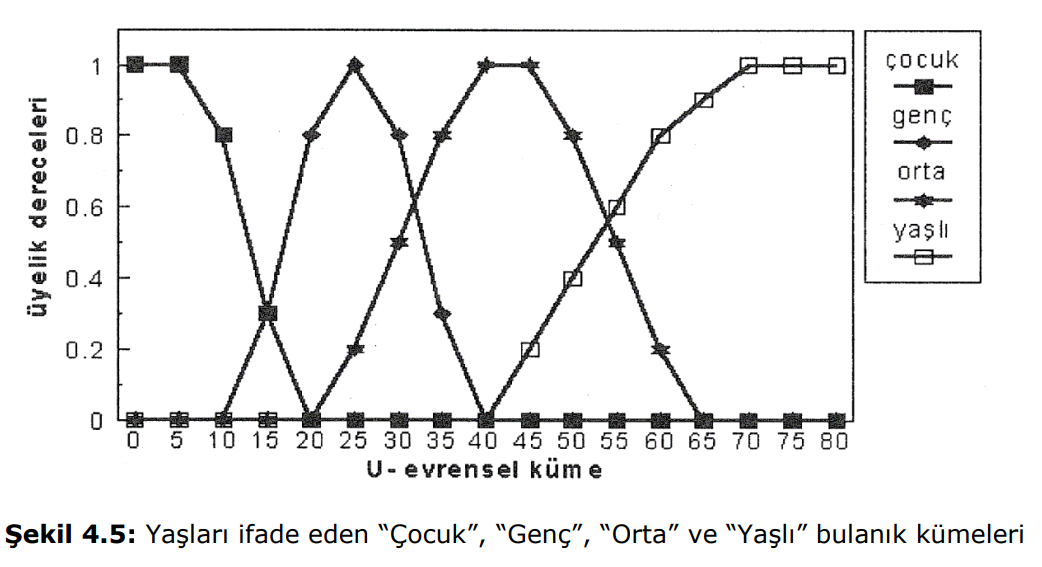 üyelik dereceleri
1
0.8
0.6
0.4
0.2
0
0 5 10 15 20 25 30 35 40 45 50 55 60 65 70 75 80
U- evrensel küme
çocuk
genç
orta
yaşlı
Şekil 4.5: Yaşları ifade eden “Çocuk”, “Genç”, “Orta” ve “Yaşlı” bulanık kümeleri